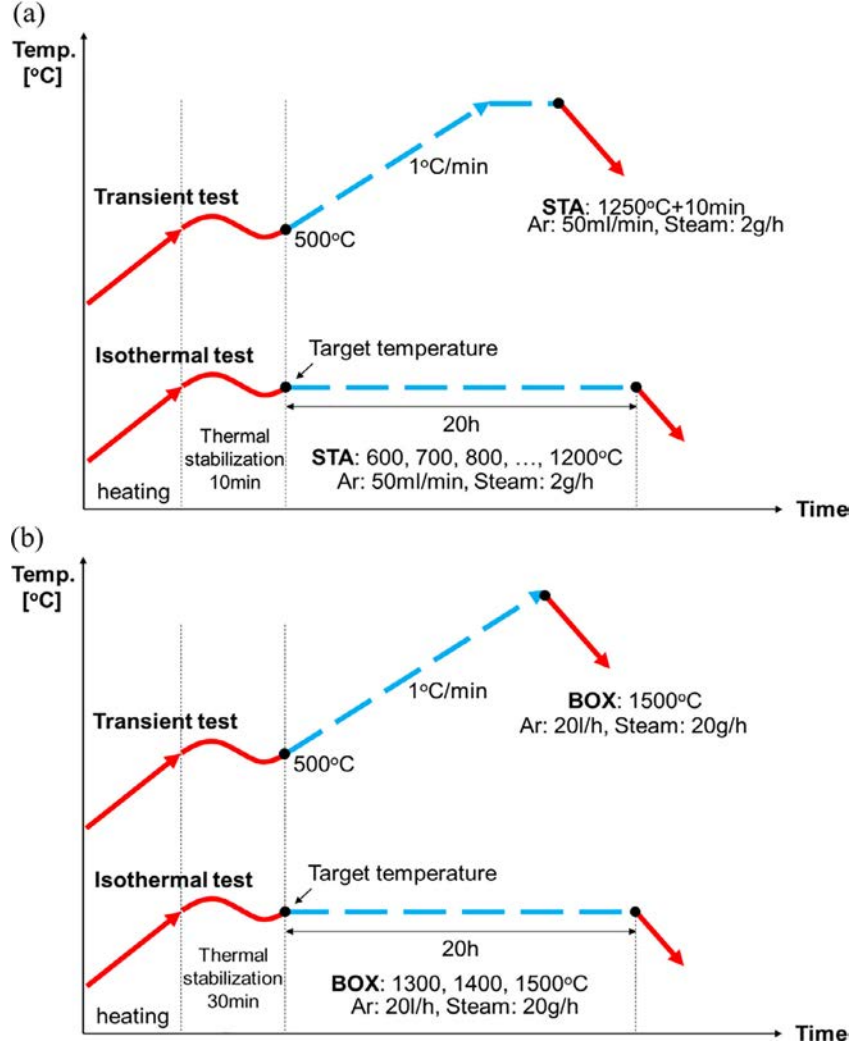 (a)
Temp.
[°C]
1°C/min
Transient test
500°C
STA: 1250°C+10min
Ar: 50ml/min, Steam: 2g/h
Isothermal test
Target temperature
20h
Thermal
stabilization
10min
STA: 600, 700, 800, …, 1200°C
Ar: 50ml/min, Steam: 2g/h
heating
Time
(b)
Temp.
[°C]
1°C/min
Transient test
500°C
BOX: 1500°C
Ar: 20l/h, Steam: 20g/h
Isothermal test
Target temperature
20h
Thermal
stabilization
30min
BOX: 1300, 1400, 1500°C
Ar: 20l/h, Steam: 20g/h
heating
Time